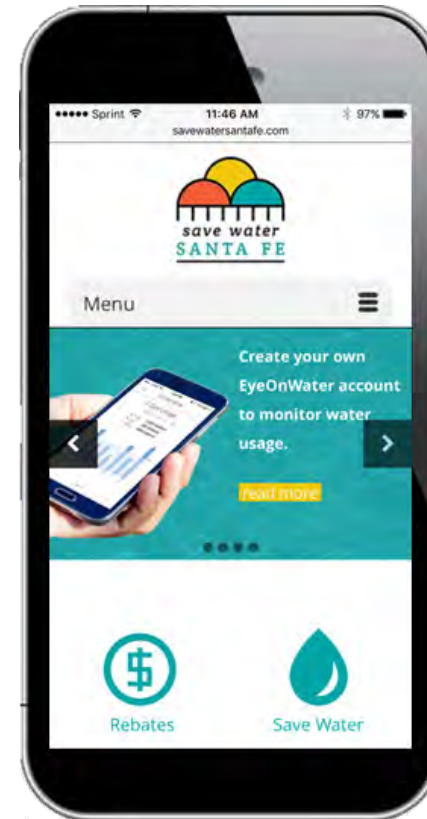 Sprint 11:46 AM 97%
savewatersantafe.com
save water
SANTA FE
Menu
Create your own
EyeOnWater account
to monitor water
usage.
read more
Rebates
Save Water